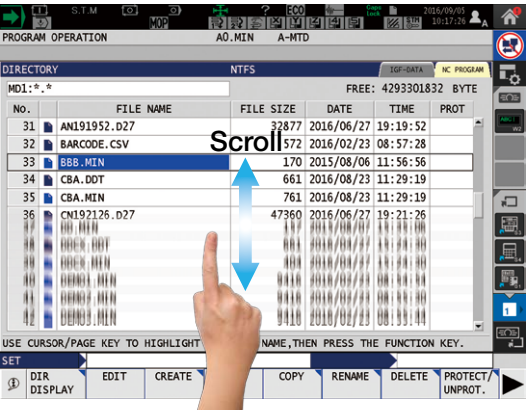 S.T.M ECO Gaps Lock 2016/09/05
MOP 10:17:26 A
PROGRAM OPERATION A0.MIN A-MTD
DIRECTORY NTFS IGF-DATA NC PROGRAM
MD1:*.* FREE: 4293301832 BYTE
No. FILE NAME FILE SIZE DATE TIME PROT
31 AN191952.D27 32877 2016/06/27 19:19:52
32 BARCODE.CSV 572 2016/02/23 08:57:28
Scroll
33 BBB.MIN 170 2015/08/06 11:56:56
34 CBA.DDT 661 2016/08/23 11:29:19
35 CBA.MIN 761 2016/08/23 11:29:19
36 CN192126.D27 47360 2016/06/27 19:21:26
USE CURSOR/PAGE KEY TO HIGHLIGHT NAME,THEN PRESS THE FUNCTION KEY.
SET
DIR DISPLAY EDIT CREATE COPY RENAME DELETE PROTECT/ UNPROT.
1